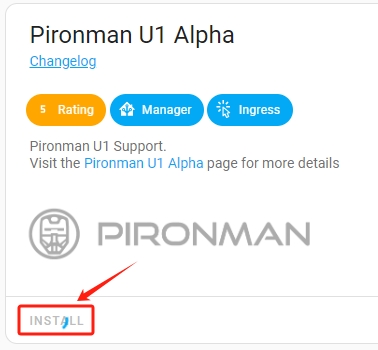 Pironman U1 Alpha
Changelog
5 Rating Manager Ingress
Pironman U1 Support.
Visit the Pironman U1 Alpha page for more details
PIRONMAN
INSTALL